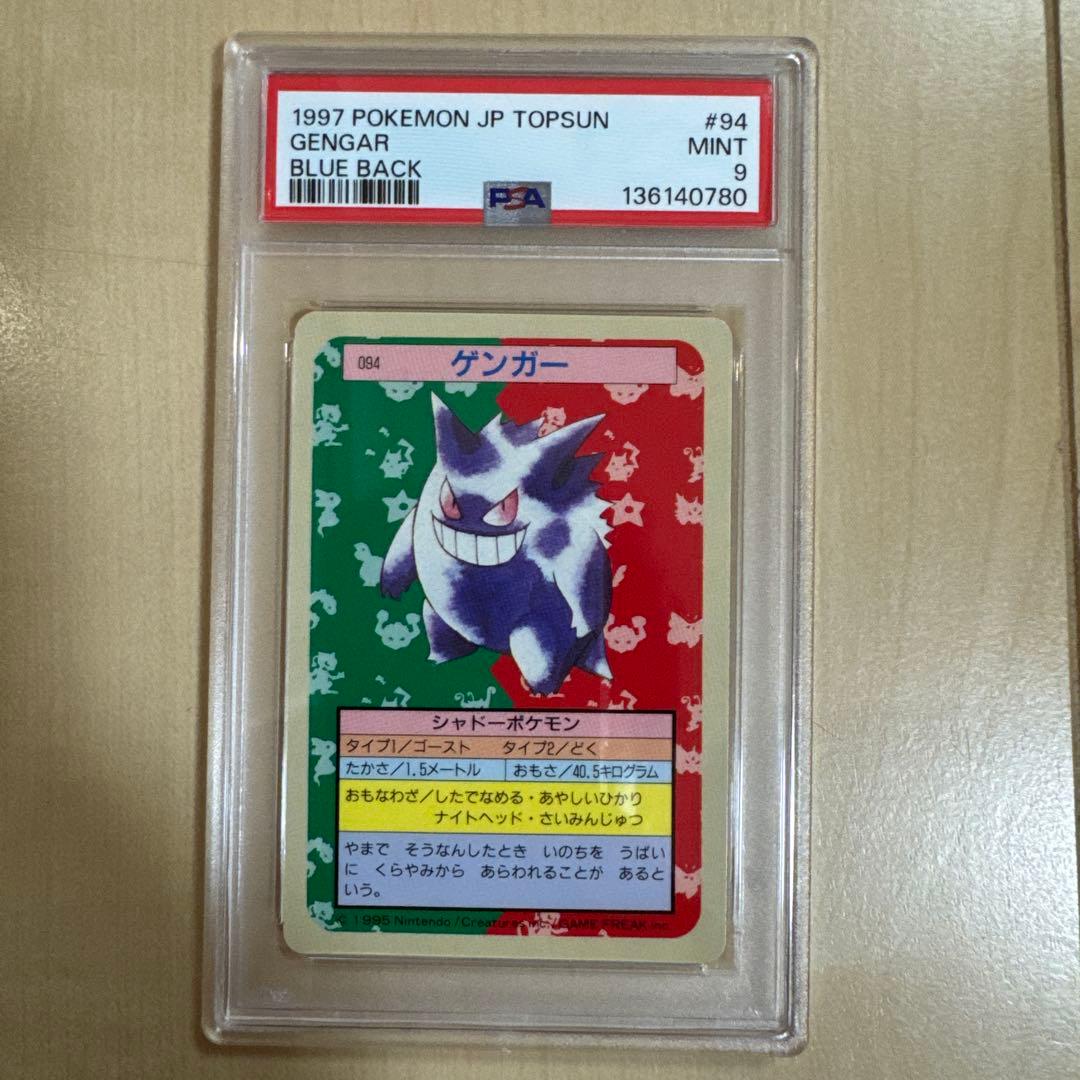 1997 POKEMON JP TOPSUN #94
GENGAR MINT
BLUE BACK 9
PSA 136140780
094 ゲンガー
シャドーポケモン
タイプ1/ゴースト タイプ2/どく
たかさ/1.5メートル おもさ/40.5キログラム
おもなわざ/したでなめる・あやしいひかり
ナイトヘッド・さいみんじゅつ
やまで そうなんしたとき いのちを うばい
に くらやみから あらわれることが あると
いう。
© 1995 Nintendo /Creatures inc. /GAME FREAK inc.